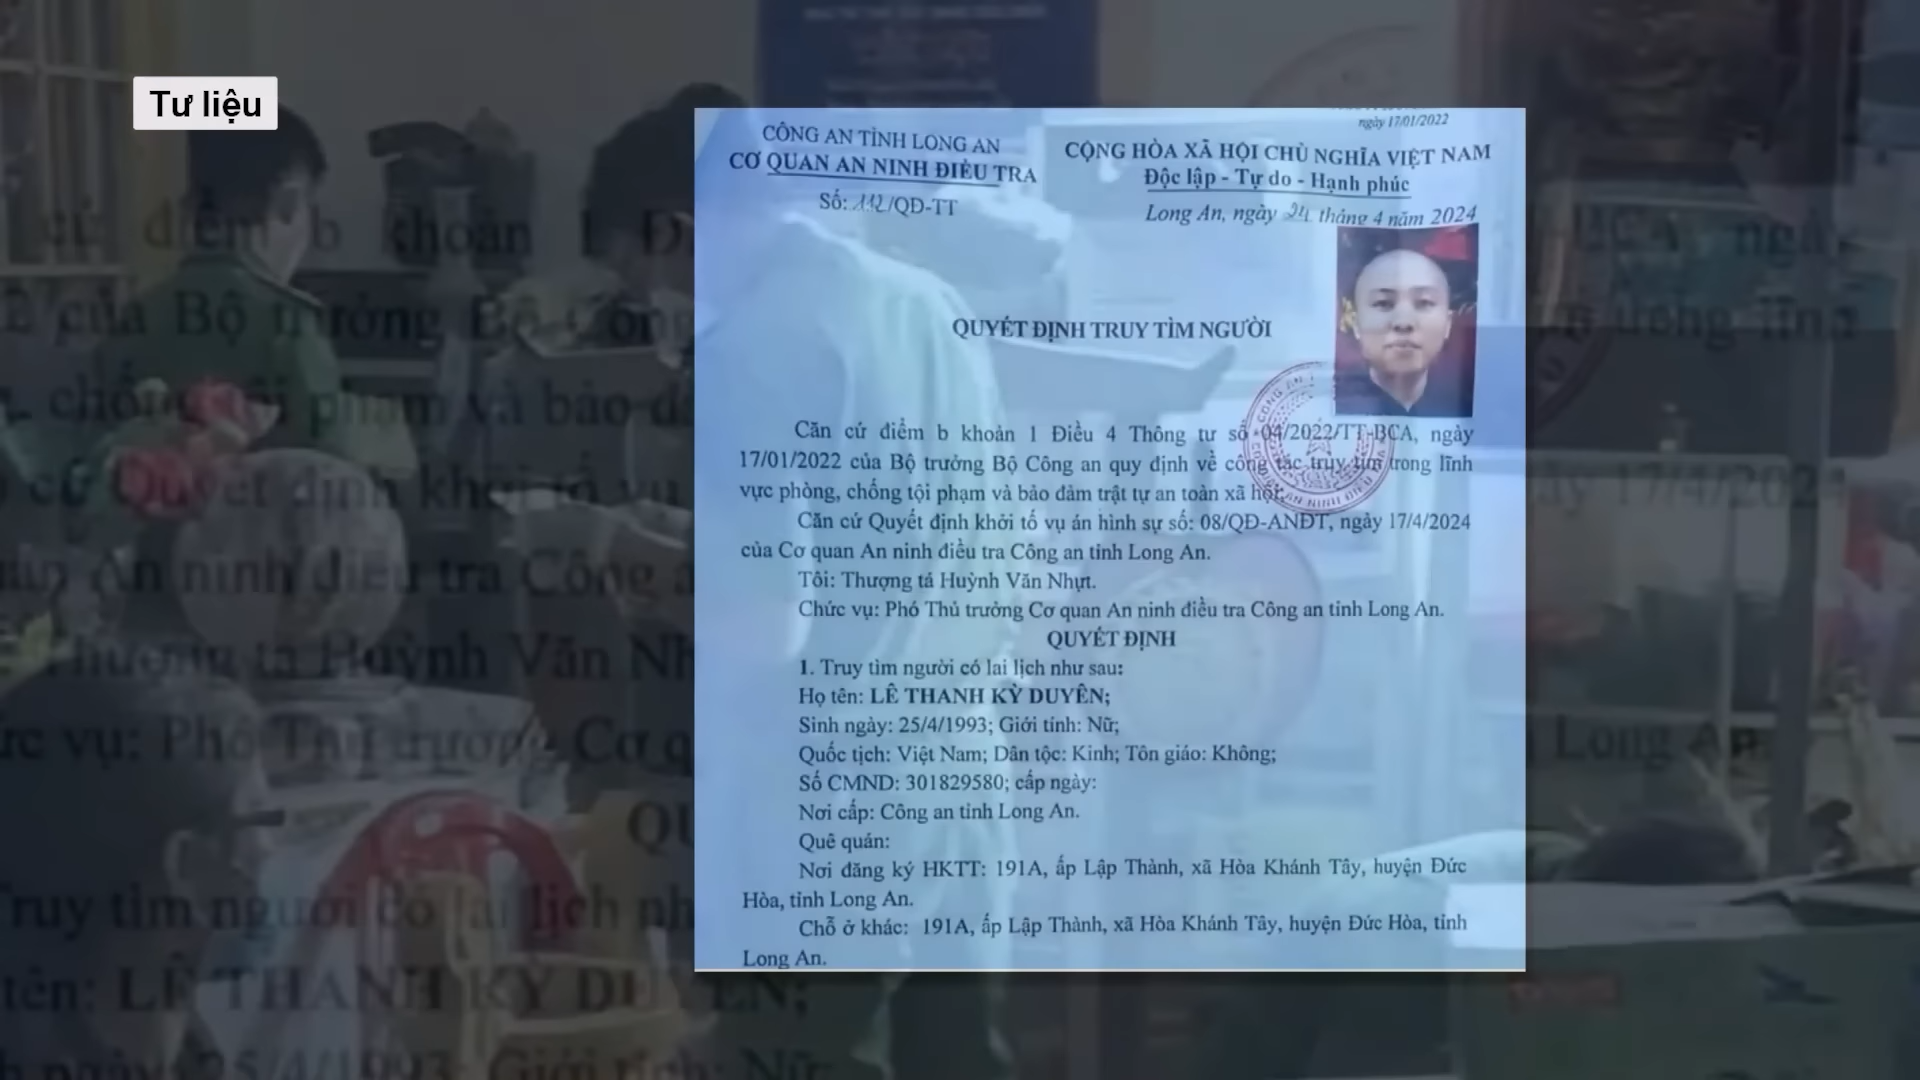 Tư liệu
ngày 17/01/2022
CÔNG AN TỈNH LONG AN
CƠ QUAN AN NINH ĐIỀU TRA
Số: 112/QĐ-TT
CỘNG HÒA XÃ HỘI CHỦ NGHĨA VIỆT NAM
Độc lập - Tự do - Hạnh phúc
Long An, ngày 24 tháng 4 năm 2024
QUYẾT ĐỊNH TRUY TÌM NGƯỜI
Căn cứ điểm b khoản 1 Điều 4 Thông tư số 04/2022/TT-BCA, ngày
17/01/2022 của Bộ trưởng Bộ Công an quy định về công tác truy tìm trong lĩnh
vực phòng, chống tội phạm và bảo đảm trật tự an toàn xã hội;
Căn cứ Quyết định khởi tố vụ án hình sự số: 08/QĐ-ANĐT, ngày 17/4/2024
của Cơ quan An ninh điều tra Công an tỉnh Long An.
Tôi: Thượng tá Huỳnh Văn Nhựt.
Chức vụ: Phó Thủ trưởng Cơ quan An ninh điều tra Công an tỉnh Long An.
QUYẾT ĐỊNH
1. Truy tìm người có lai lịch như sau:
Họ tên: LÊ THANH KỲ DUYÊN;
Sinh ngày: 25/4/1993; Giới tính: Nữ;
Quốc tịch: Việt Nam; Dân tộc: Kinh; Tôn giáo: Không;
Số CMND: 301829580; cấp ngày:
Nơi cấp: Công an tỉnh Long An.
Quê quán:
Nơi đăng ký HKTT: 191A, ấp Lập Thành, xã Hòa Khánh Tây, huyện Đức
Hòa, tỉnh Long An.
Chỗ ở khác: 191A, ấp Lập Thành, xã Hòa Khánh Tây, huyện Đức Hòa, tỉnh
Long An.